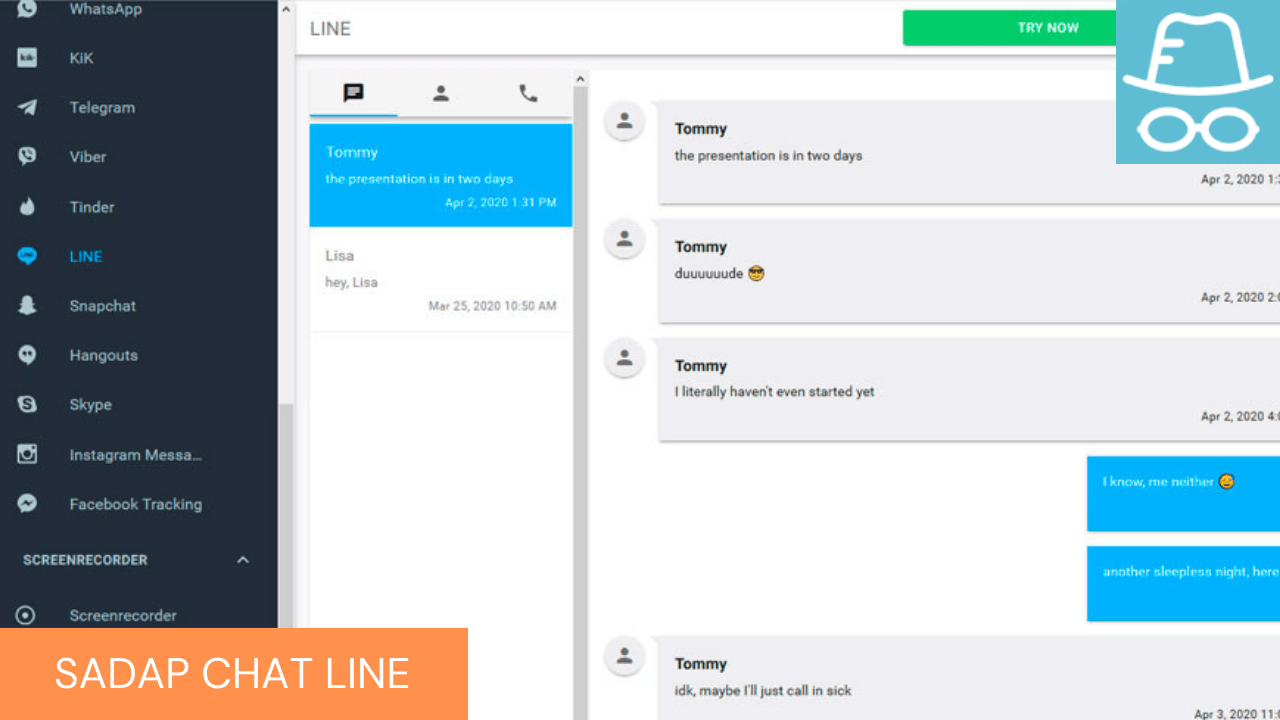 WhatsApp
KiK
Telegram
Viber
Tinder
LINE
Snapchat
Hangouts
Skype
Instagram Messa...
Facebook Tracking
SCREENRECORDER
Screenrecorder
LINE
TRY NOW
Tommy
the presentation is in two days
Apr 2, 2020 1:31 PM
Lisa
hey, Lisa
Mar 25, 2020 10:50 AM
Tommy
the presentation is in two days
Apr 2, 2020 1:
Tommy
duuuuuude 😎
Apr 2, 2020 2:
Tommy
I literally haven't even started yet
Apr 2, 2020 4:
I know, me neither 😅
another sleepless night, here
Tommy
idk, maybe I'll just call in sick
Apr 3, 2020 11:
SADAP CHAT LINE